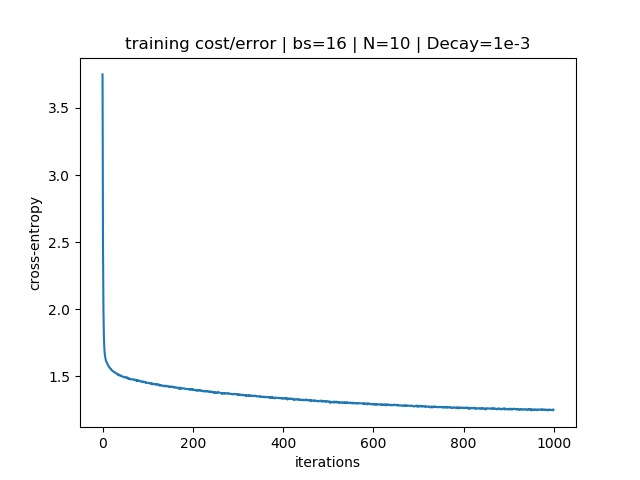 training cost/error | bs=16 | N=10 | Decay=1e-3
3.5
3.0
2.5
2.0
1.5
cross-entropy
0 200 400 600 800 1000
iterations